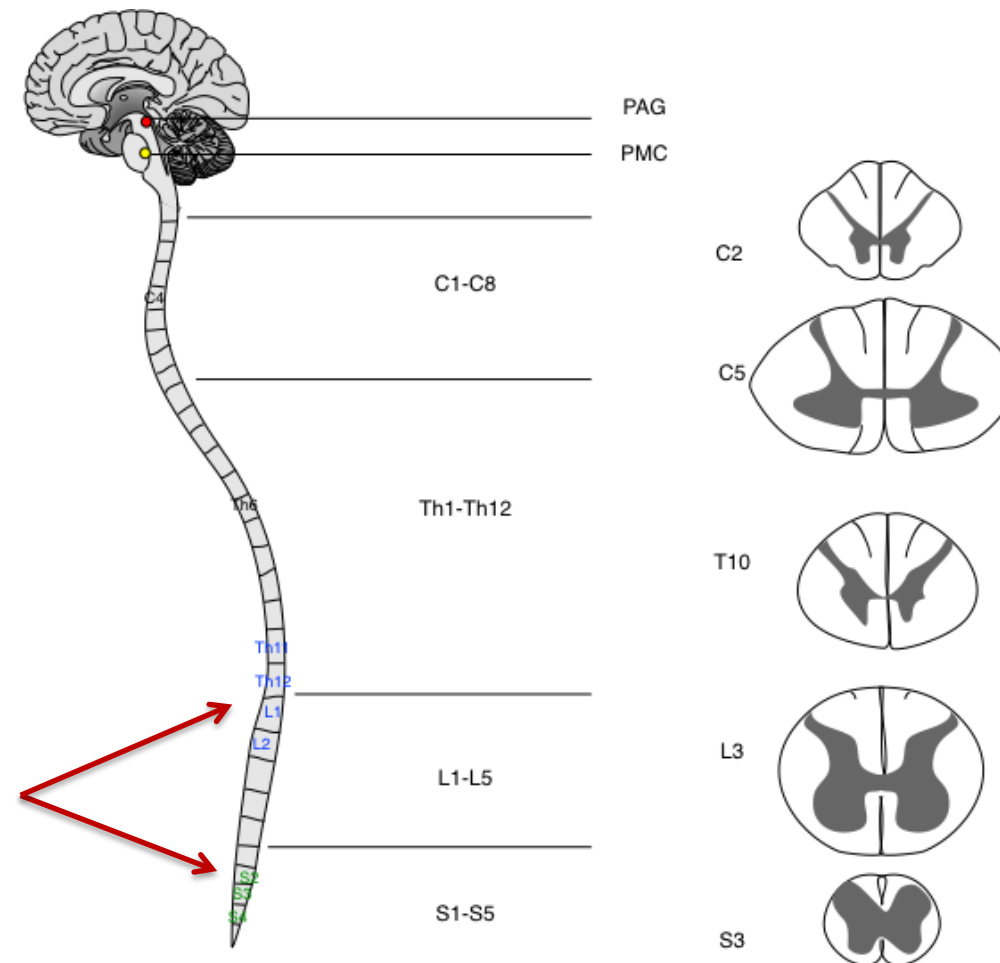 PAG
PMC
C2
C1-C8
C4
C5
Th6
Th1-Th12
T10
Th11
Th12
L1
L2
L3
L1-L5
S2
S3
S4
S1-S5
S3